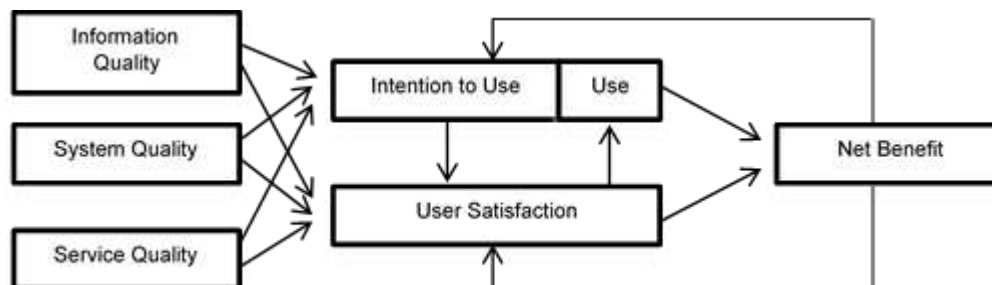 Information
Quality
Intention to Use
Use
System Quality
Net Benefit
User Satisfaction
Service Quality